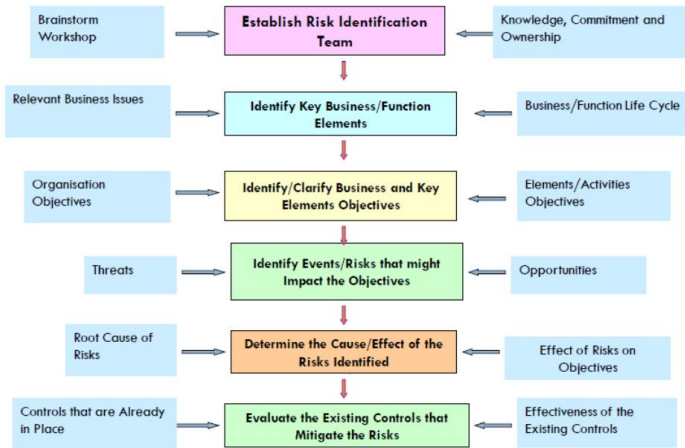 Brainstorm
Workshop
Establish Risk Identification
Team
Knowledge, Commitment and
Ownership
Relevant Business Issues
Identify Key Business/Function
Elements
Business/Function Life Cycle
Organisation
Objectives
Identify/Clarify Business and Key
Elements Objectives
Elements/Activities
Objectives
Threats
Identify Events/Risks that might
Impact the Objectives
Opportunities
Root Cause of
Risks
Determine the Cause/Effect of the
Risks Identified
Effect of Risks on
Objectives
Controls that are Already
in Place
Evaluate the Existing Controls that
Mitigate the Risks
Effectiveness of the
Existing Controls